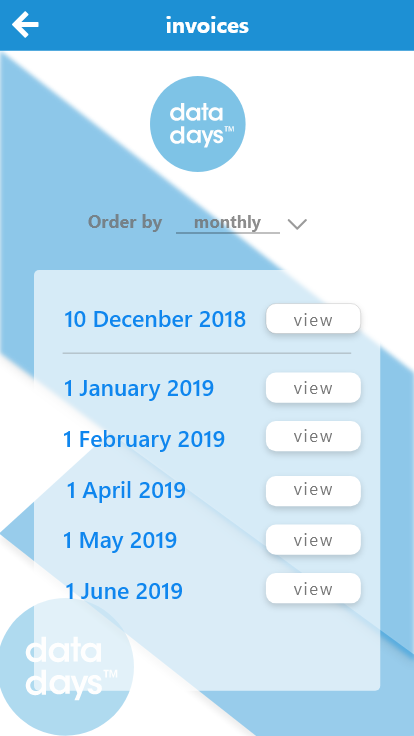 invoices
data
days™
Order by monthly
10 Decenber 2018 view
1 January 2019 view
1 February 2019 view
1 April 2019 view
1 May 2019 view
1 June 2019 view
data
days™